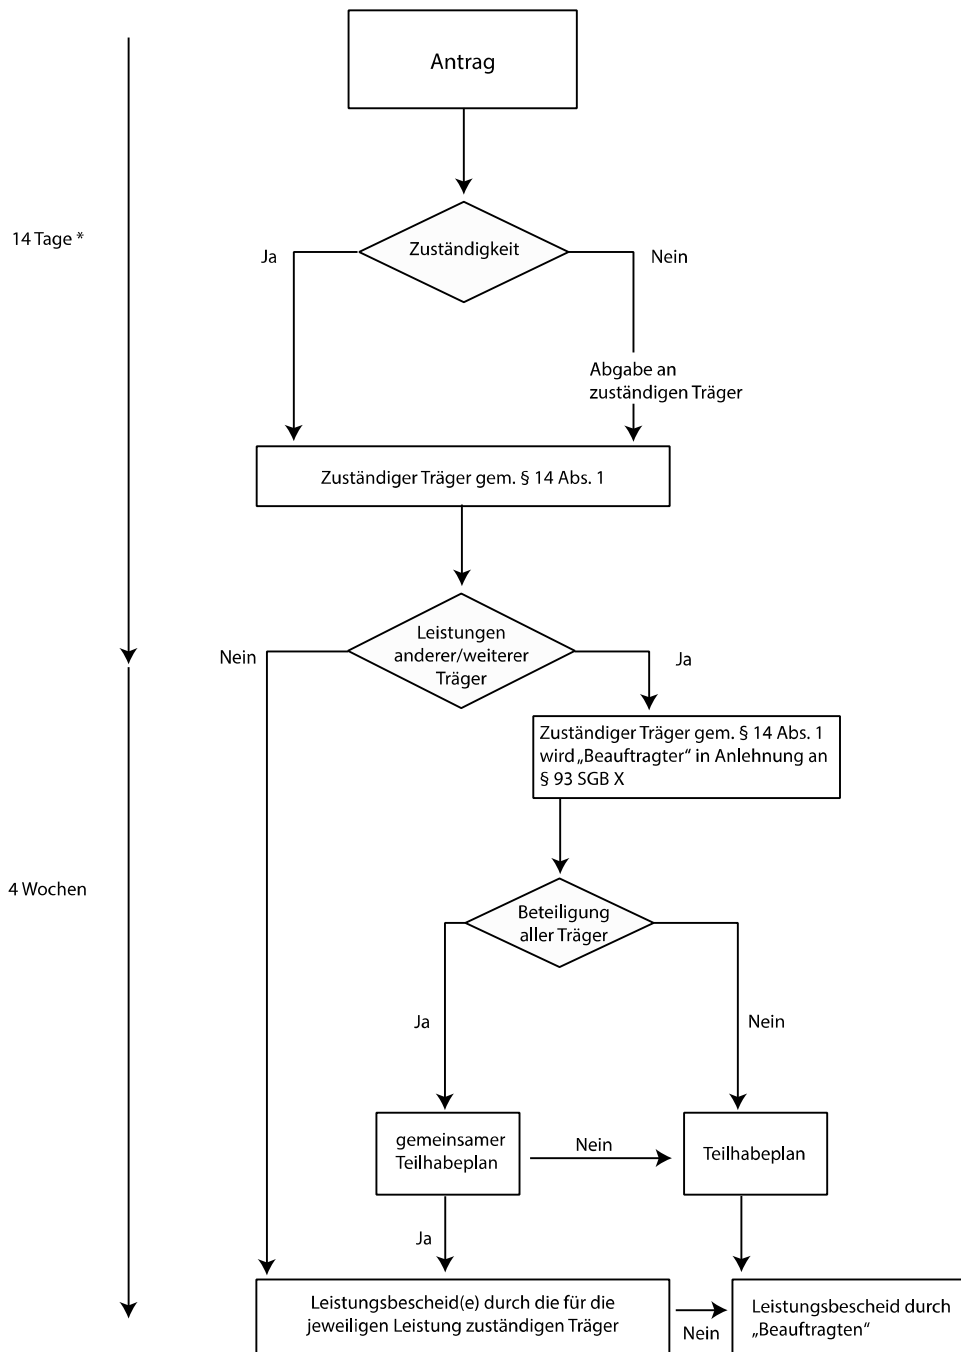 Antrag
14 Tage *
Zuständigkeit
Ja
Nein
Abgabe an
zuständigen Träger
Zuständiger Träger gem. § 14 Abs. 1
Leistungen
anderer/weiterer
Träger
Nein
Ja
Zuständiger Träger gem. § 14 Abs. 1
wird „Beauftragter“ in Anlehnung an
§ 93 SGB X
4 Wochen
Beteiligung
aller Träger
Ja
Nein
gemeinsamer
Teilhabeplan
Nein
Teilhabeplan
Ja
Leistungsbescheid(e) durch die für die
jeweiligen Leistung zuständigen Träger
Nein
Leistungsbescheid durch
„Beauftragten“